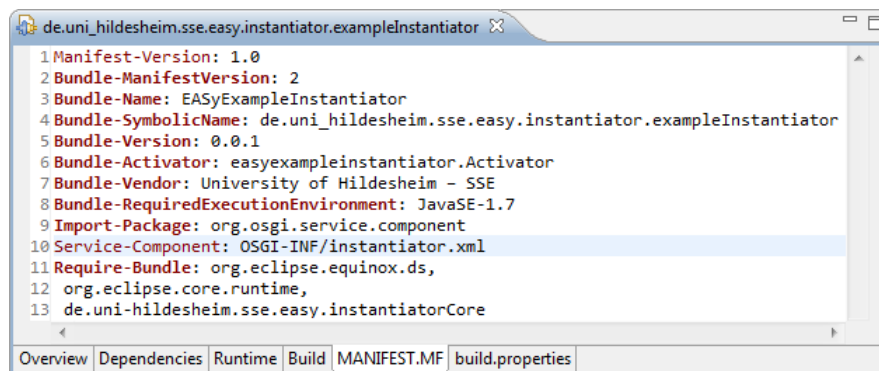 de.uni_hildesheim.sse.easy.instantiator.exampleInstantiator
1 Manifest-Version: 1.0
2 Bundle-ManifestVersion: 2
3 Bundle-Name: EASyExampleInstantiator
4 Bundle-SymbolicName: de.uni_hildesheim.sse.easy.instantiator.exampleInstantiator
5 Bundle-Version: 0.0.1
6 Bundle-Activator: easyexampleinstantiator.Activator
7 Bundle-Vendor: University of Hildesheim – SSE
8 Bundle-RequiredExecutionEnvironment: JavaSE-1.7
9 Import-Package: org.osgi.service.component
10 Service-Component: OSGI-INF/instantiator.xml
11 Require-Bundle: org.eclipse.equinox.ds,
12  org.eclipse.core.runtime,
13  de.uni-hildesheim.sse.easy.instantiatorCore
Overview Dependencies Runtime Build MANIFEST.MF build.properties